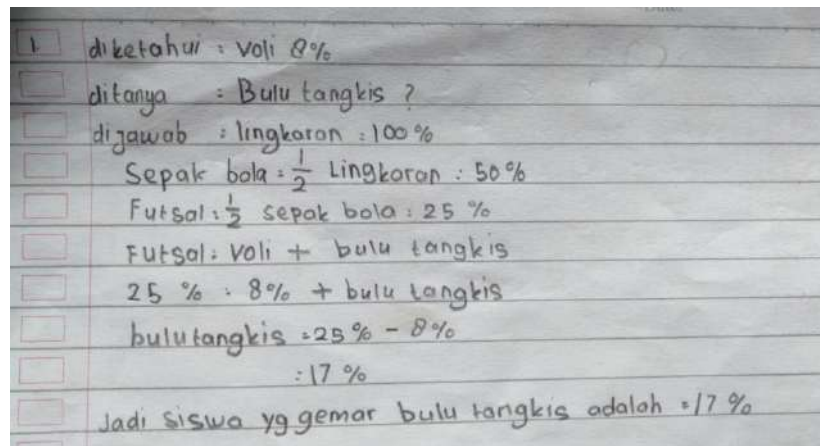 1 diketahui : Voli 8%
ditanya : Bulu tangkis ?
dijawab : lingkaran : 100%
Sepak bola : 1/2 Lingkaran : 50%
Futsal : 1/2 sepak bola : 25 %
Futsal : Voli + bulu tangkis
25 % : 8% + bulu tangkis
bulutangkis : 25% - 8%
: 17 %
Jadi siswa yg gemar bulu tangkis adalah = 17 %